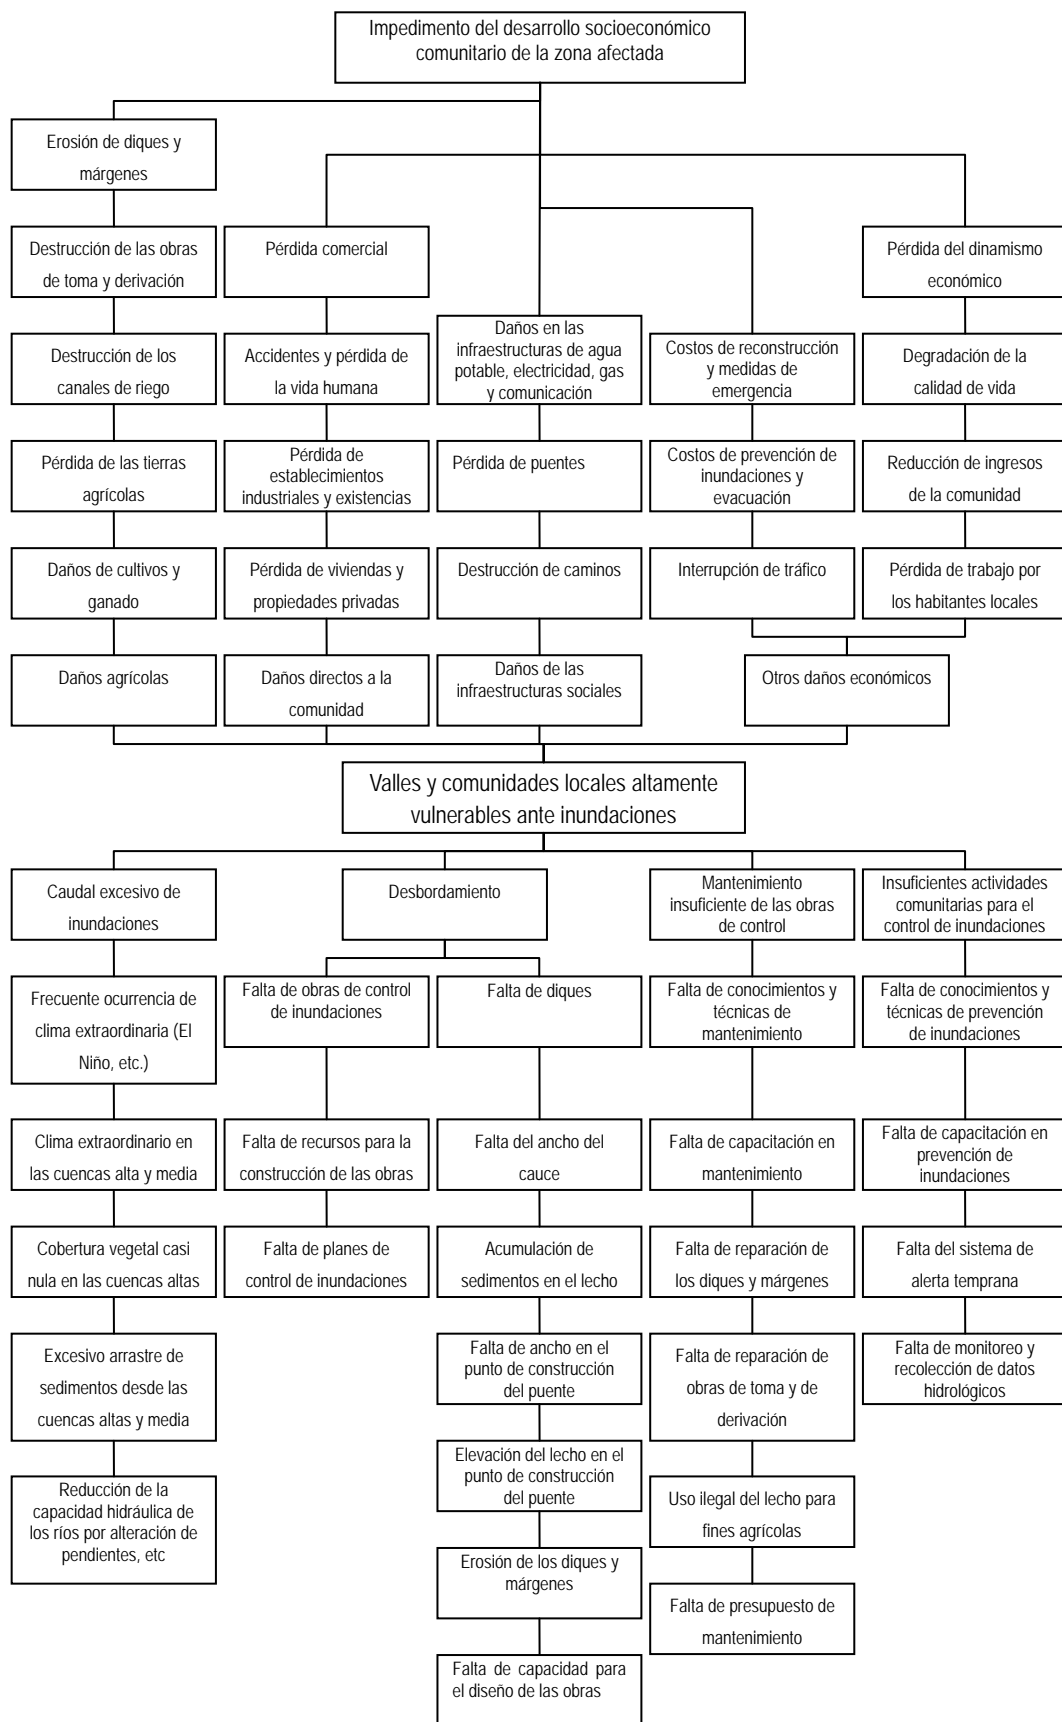 Impedimento del desarrollo socioeconómico
comunitario de la zona afectada
Erosión de diques y
márgenes
Destrucción de las obras
de toma y derivación
Pérdida comercial
Pérdida del dinamismo
económico
Destrucción de los
canales de riego
Accidentes y pérdida de
la vida humana
Daños en las
infraestructuras de agua
potable, electricidad, gas
y comunicación
Costos de reconstrucción
y medidas de
emergencia
Degradación de la
calidad de vida
Pérdida de las tierras
agrícolas
Pérdida de
establecimientos
industriales y existencias
Pérdida de puentes
Costos de prevención de
inundaciones y
evacuación
Reducción de ingresos
de la comunidad
Daños de cultivos y
ganado
Pérdida de viviendas y
propiedades privadas
Destrucción de caminos
Interrupción de tráfico
Pérdida de trabajo por
los habitantes locales
Daños agrícolas
Daños directos a la
comunidad
Daños de las
infraestructuras sociales
Otros daños económicos
Valles y comunidades locales altamente
vulnerables ante inundaciones
Caudal excesivo de
inundaciones
Desbordamiento
Mantenimiento
insuficiente de las obras
de control
Insuficientes actividades
comunitarias para el
control de inundaciones
Frecuente ocurrencia de
clima extraordinaria (El
Niño, etc.)
Falta de obras de control
de inundaciones
Falta de diques
Falta de conocimientos y
técnicas de
mantenimiento
Falta de conocimientos y
técnicas de prevención
de inundaciones
Clima extraordinario en
las cuencas alta y media
Falta de recursos para la
construcción de las obras
Falta del ancho del
cauce
Falta de capacitación en
mantenimiento
Falta de capacitación en
prevención de
inundaciones
Cobertura vegetal casi
nula en las cuencas altas
Falta de planes de
control de inundaciones
Acumulación de
sedimentos en el lecho
Falta de reparación de
los diques y márgenes
Falta del sistema de
alerta temprana
Excesivo arrastre de
sedimentos desde las
cuencas altas y media
Falta de ancho en el
punto de construcción
del puente
Falta de reparación de
obras de toma y de
derivación
Falta de monitoreo y
recolección de datos
hidrológicos
Reducción de la
capacidad hidráulica de
los ríos por alteración de
pendientes, etc
Elevación del lecho en el
punto de construcción
del puente
Uso ilegal del lecho para
fines agrícolas
Erosión de los diques y
márgenes
Falta de presupuesto de
mantenimiento
Falta de capacidad para
el diseño de las obras